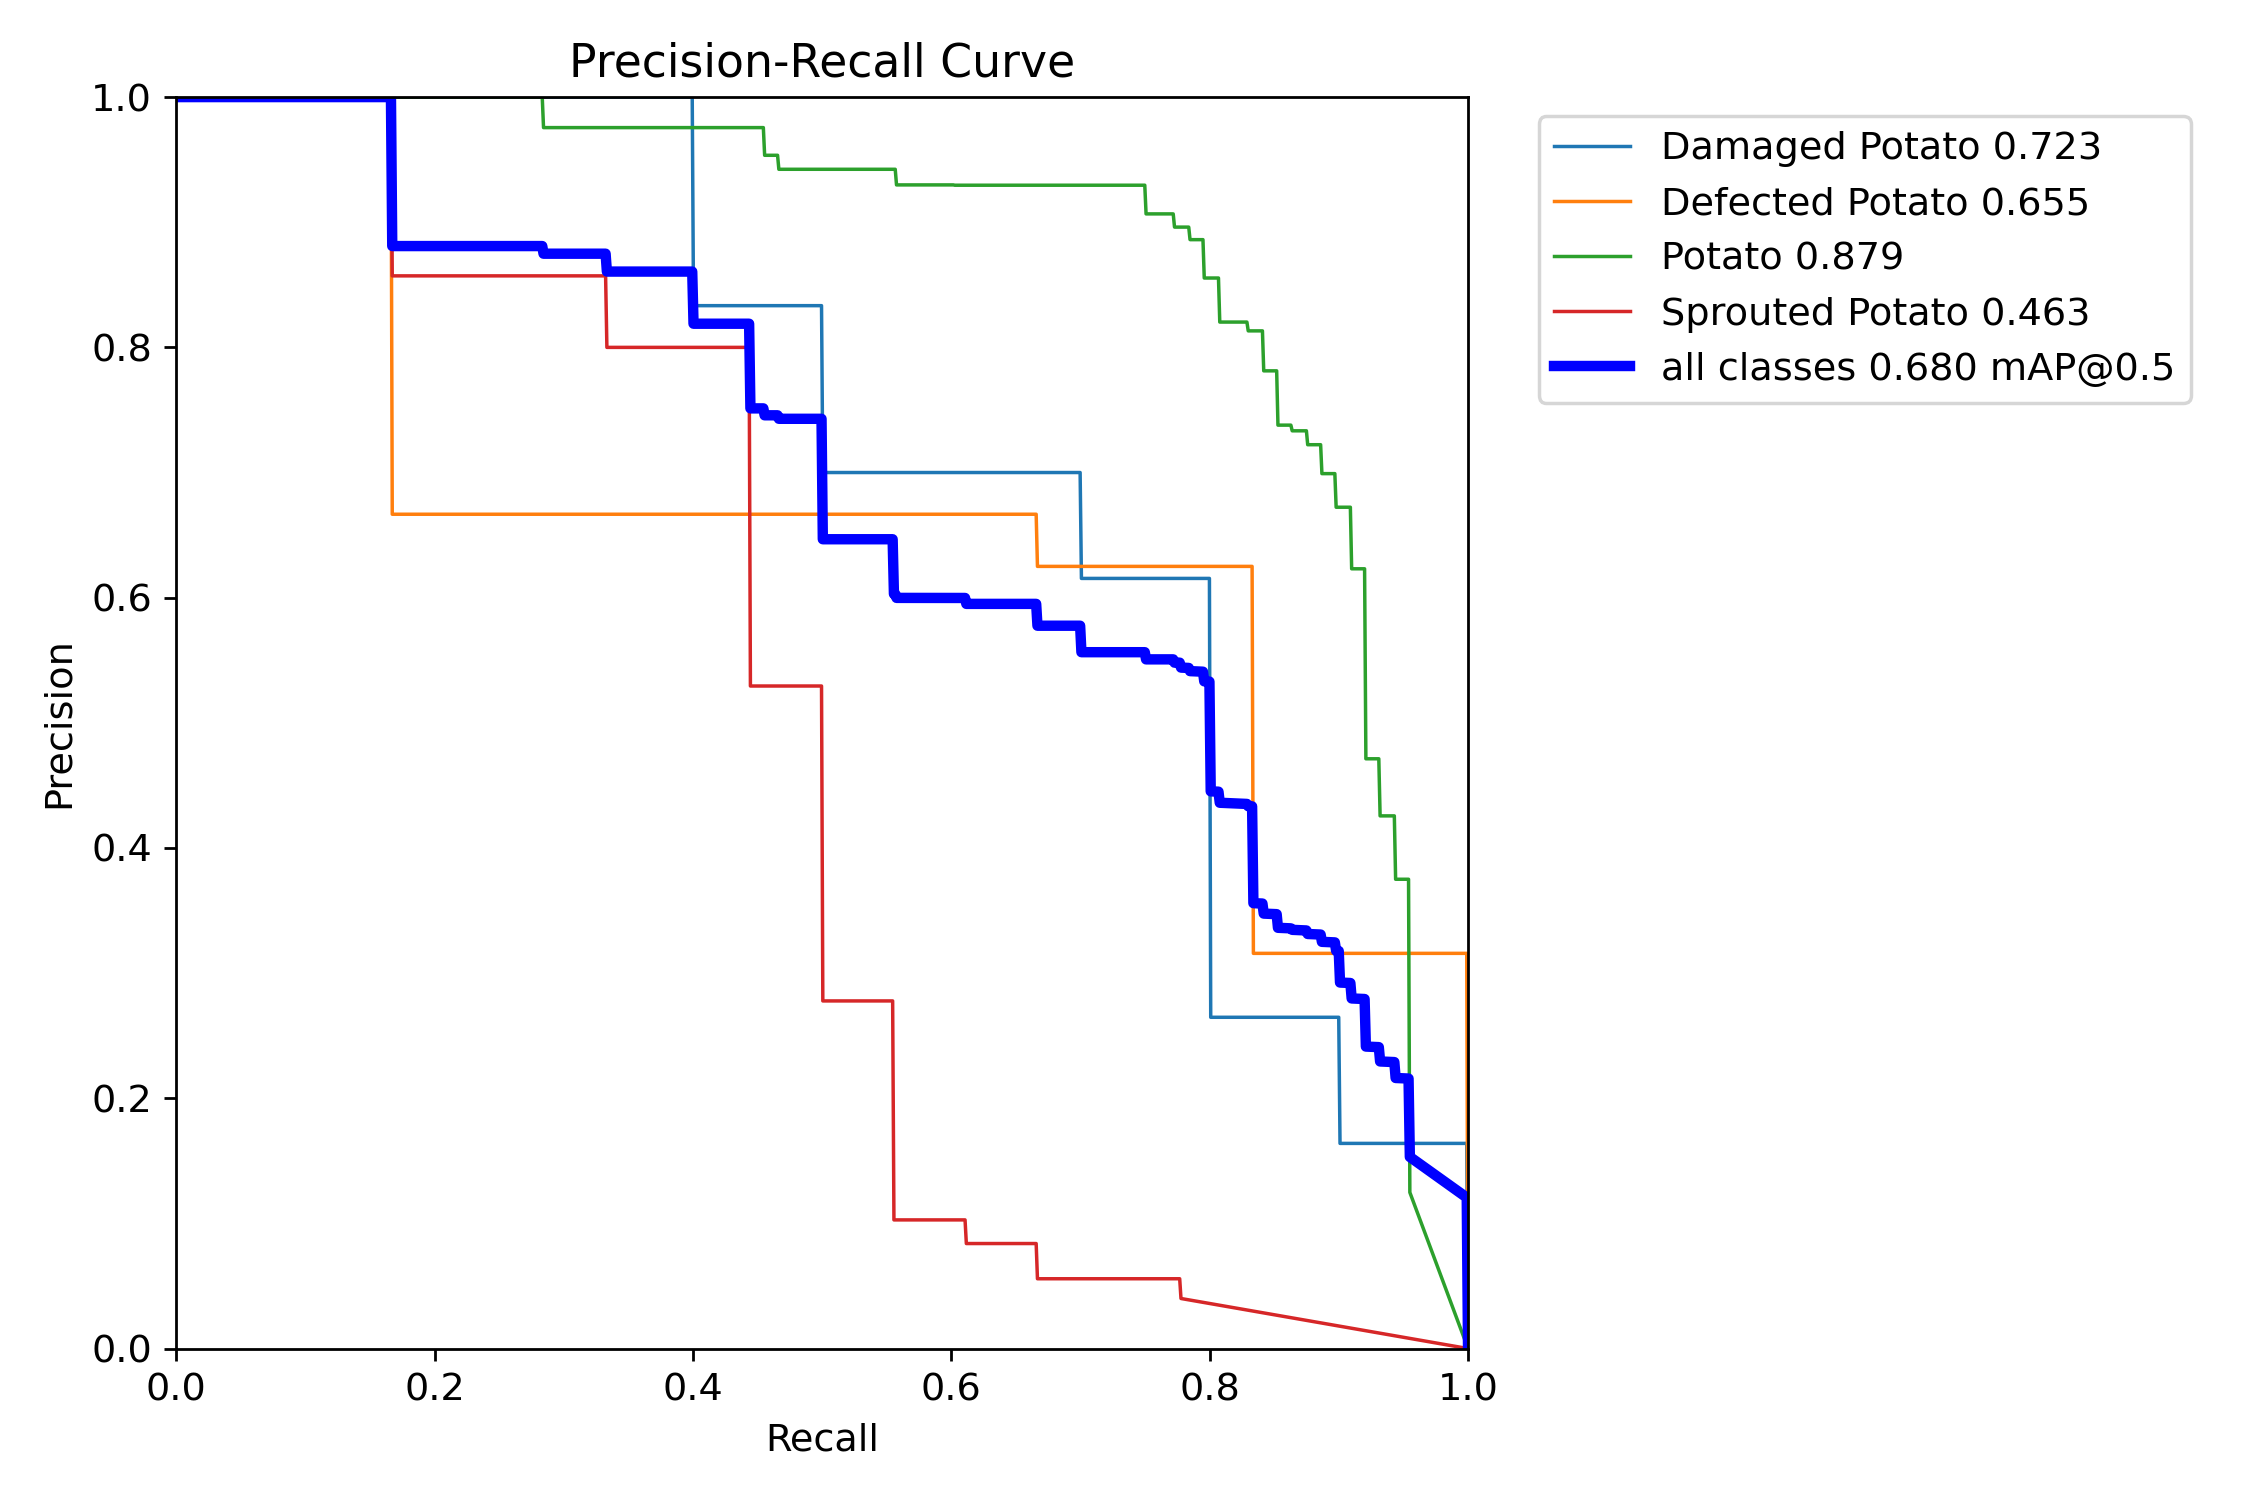 Precision-Recall Curve
1.0
0.8
0.6
0.4
0.2
0.0
Precision
0.0 0.2 0.4 0.6 0.8 1.0
Recall
Damaged Potato 0.723
Defected Potato 0.655
Potato 0.879
Sprouted Potato 0.463
all classes 0.680 mAP@0.5